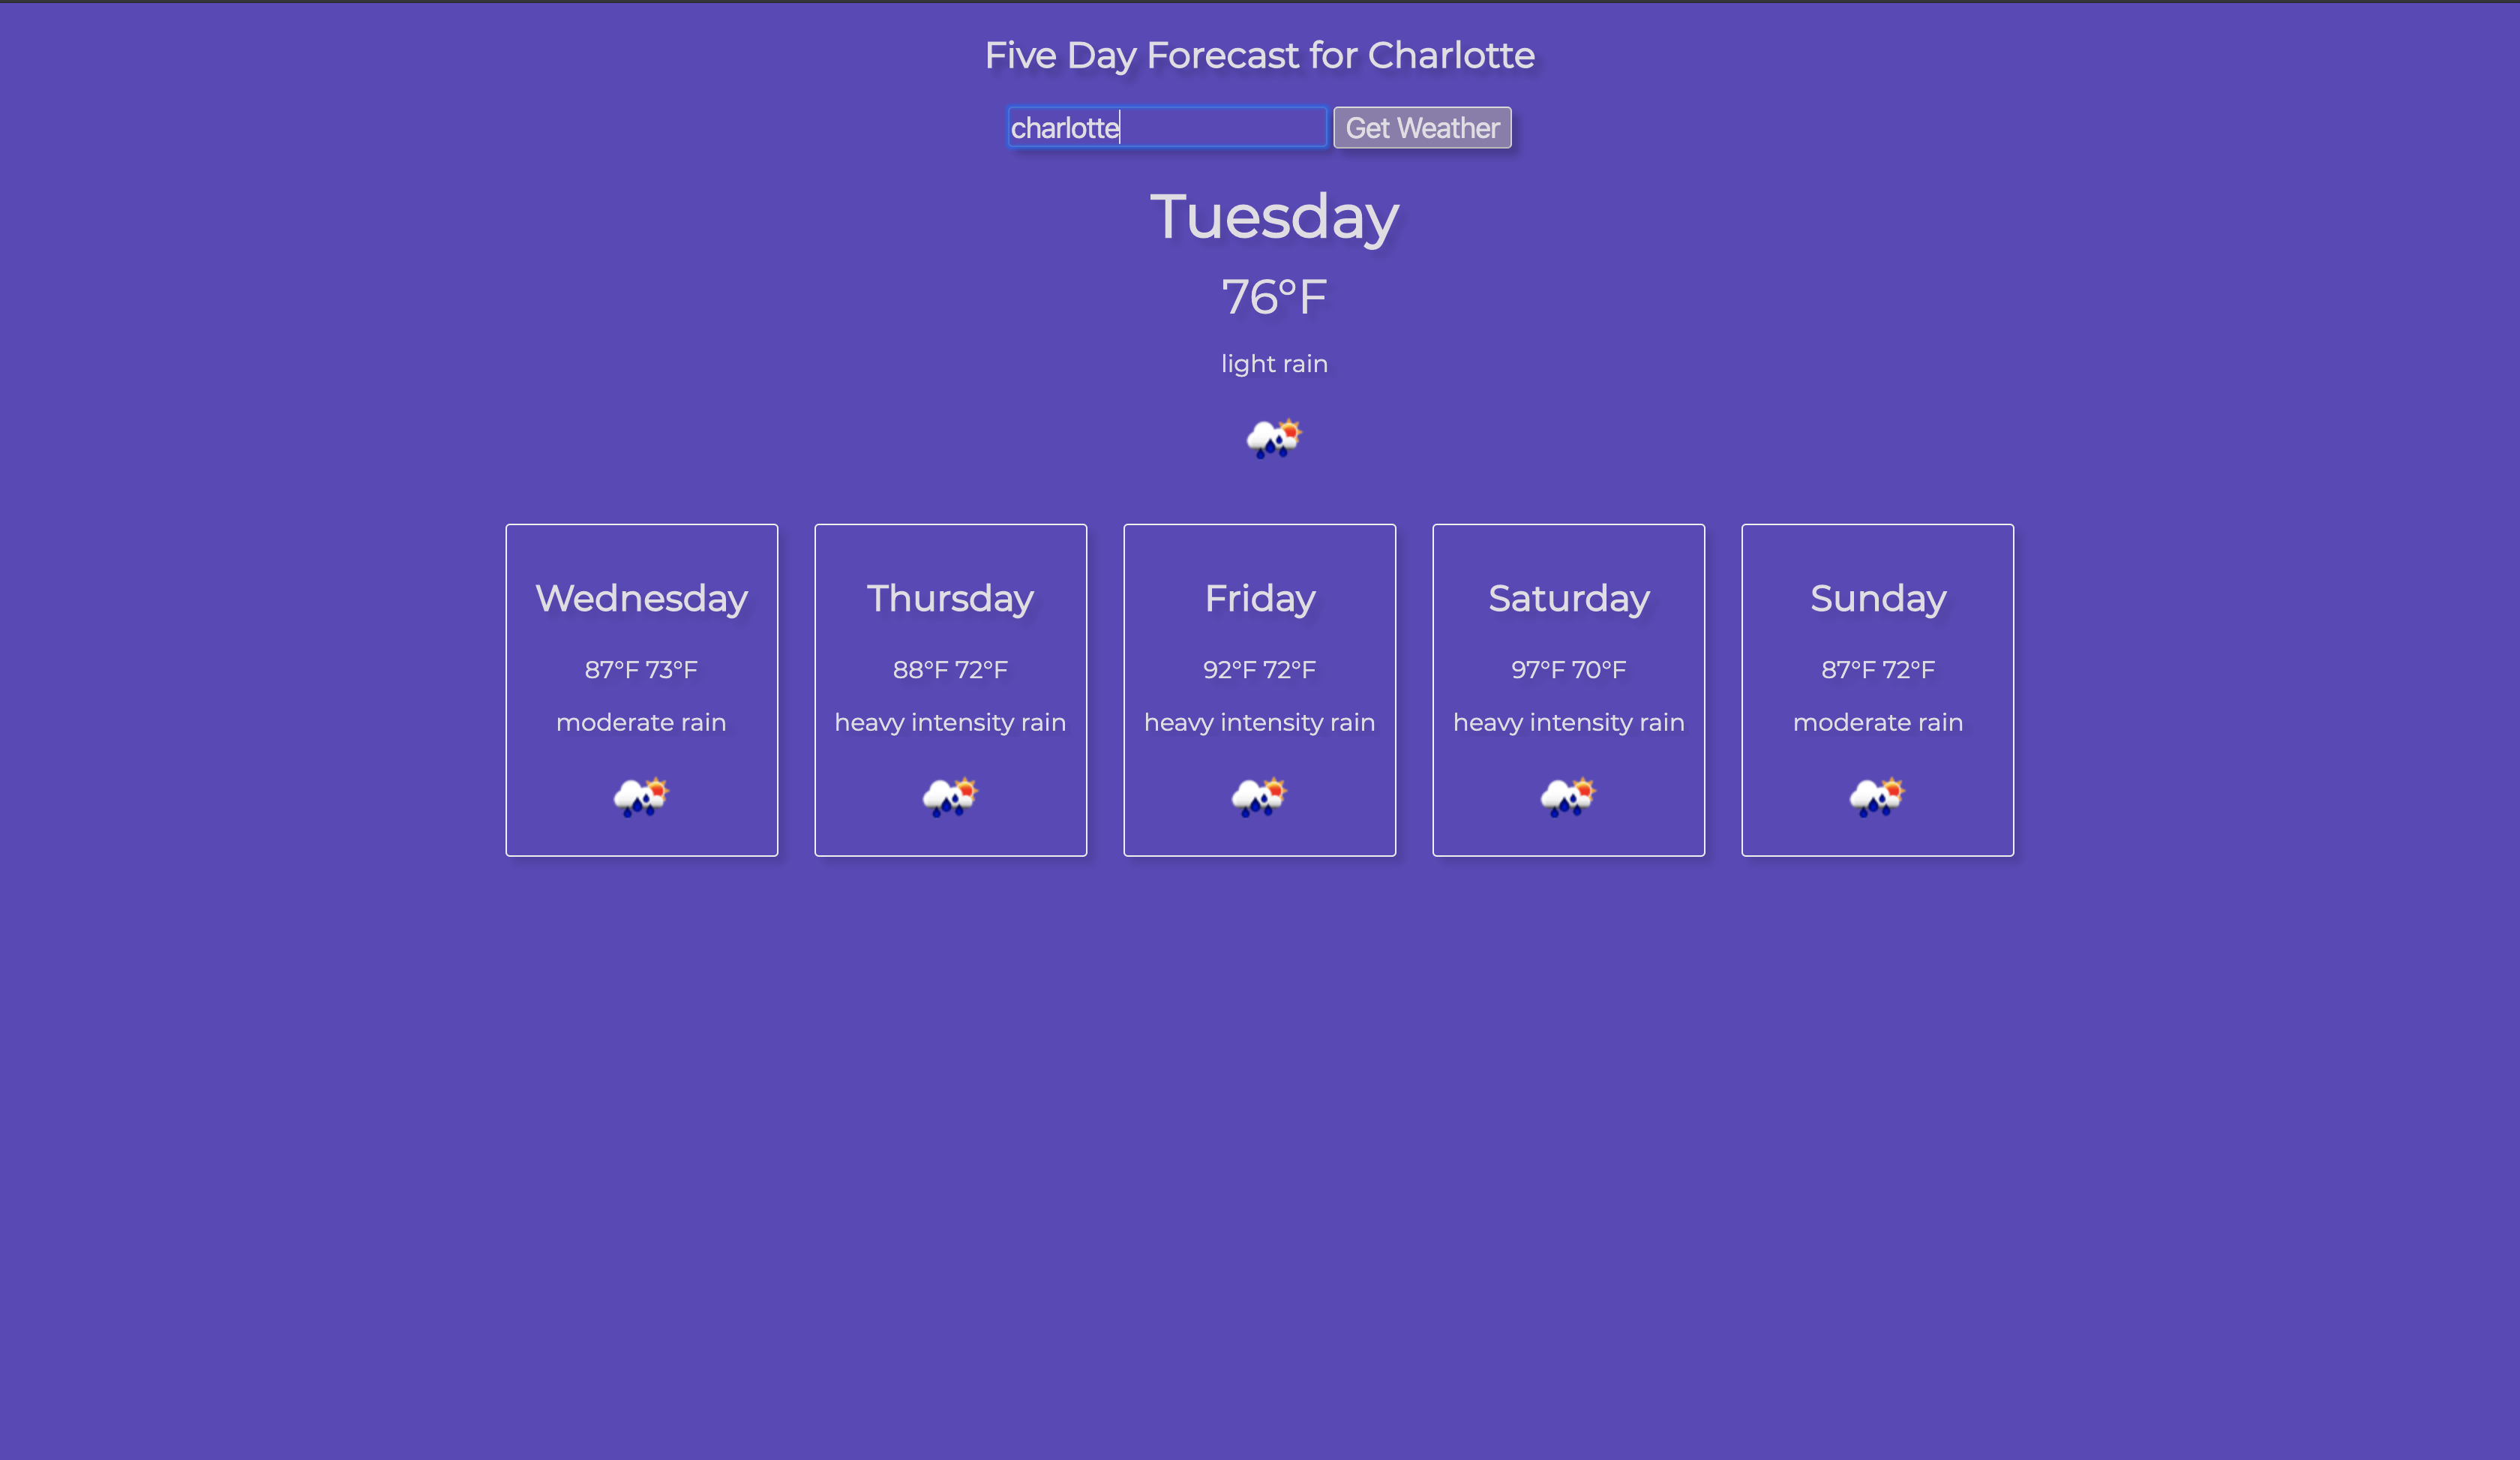 Five Day Forecast for Charlotte
charlotte
Get Weather
Tuesday
76°F
light rain
Wednesday
87°F 73°F
moderate rain
Thursday
88°F 72°F
heavy intensity rain
Friday
92°F 72°F
heavy intensity rain
Saturday
97°F 70°F
heavy intensity rain
Sunday
87°F 72°F
moderate rain